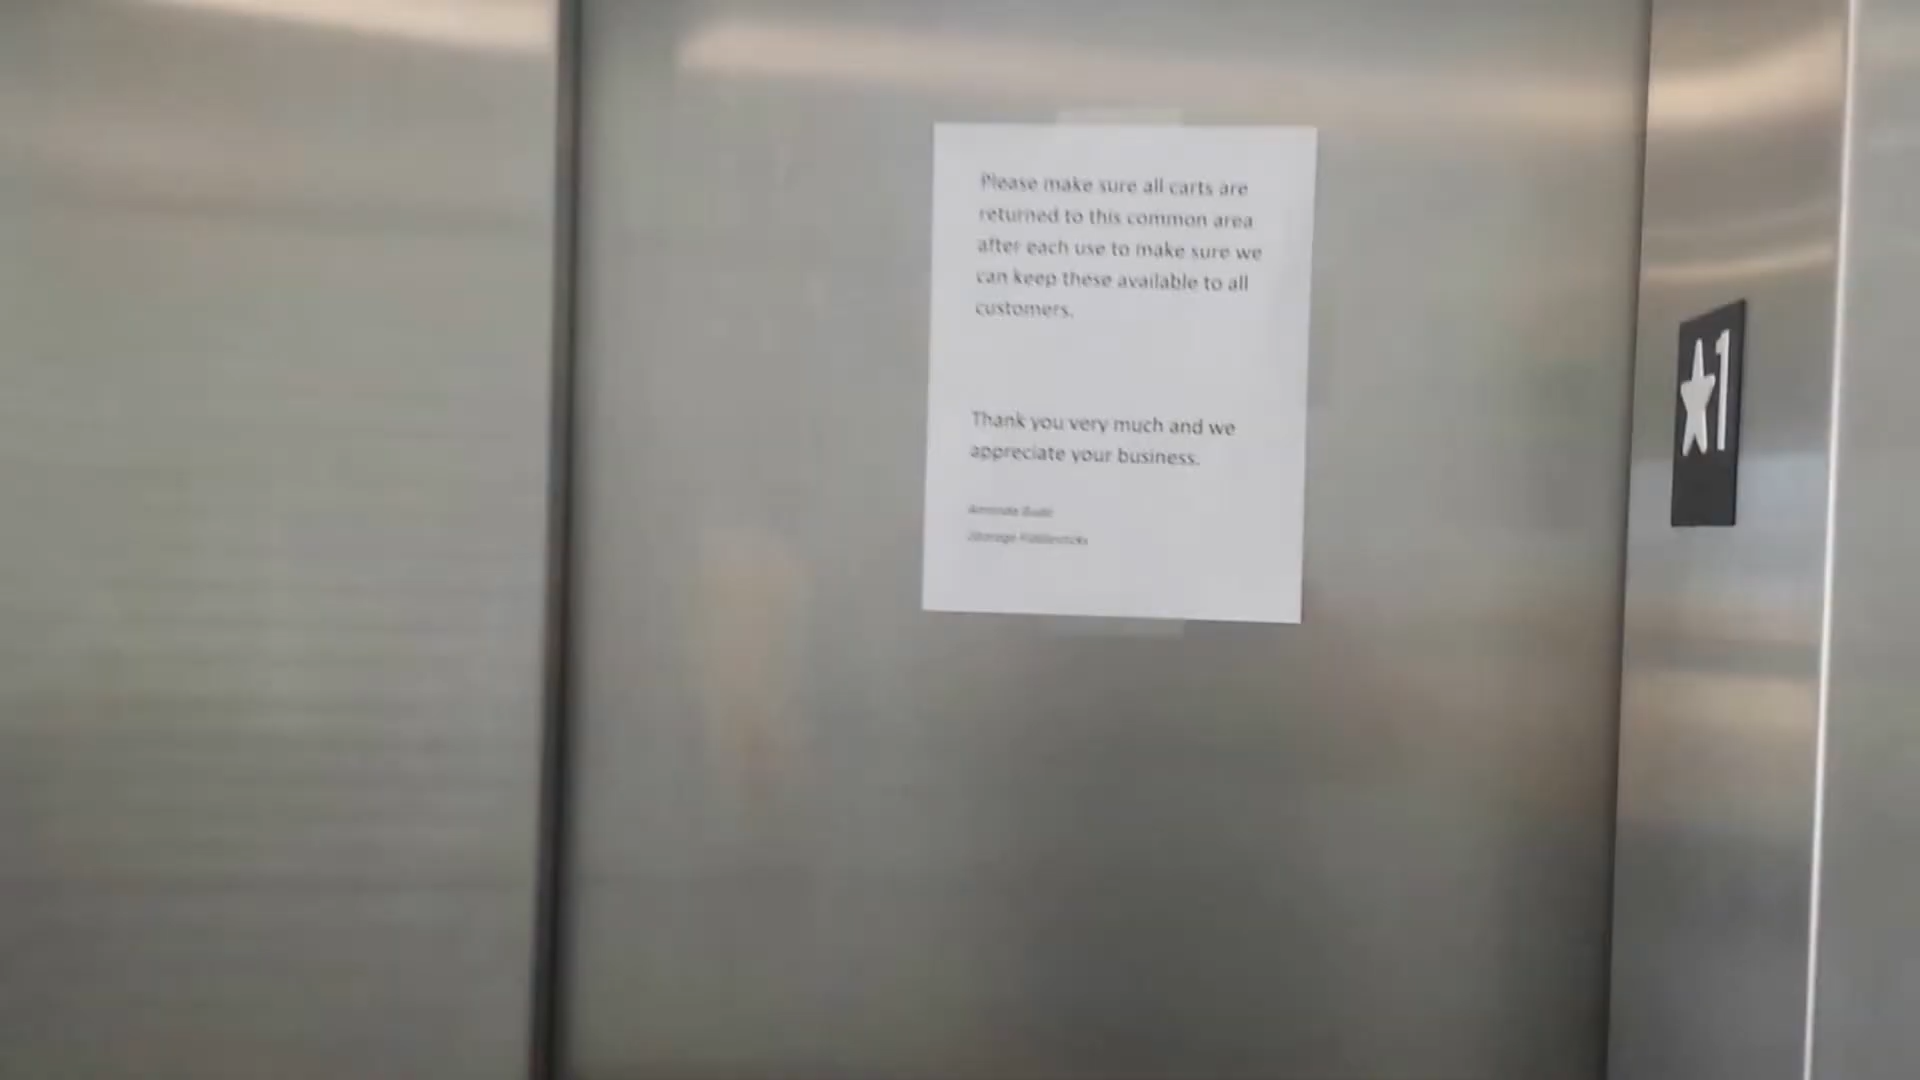 Please make sure all carts are
returned to this common area
after each use to make sure we
can keep these available to all
customers.
Thank you very much and we
appreciate your business.
Storage
★1